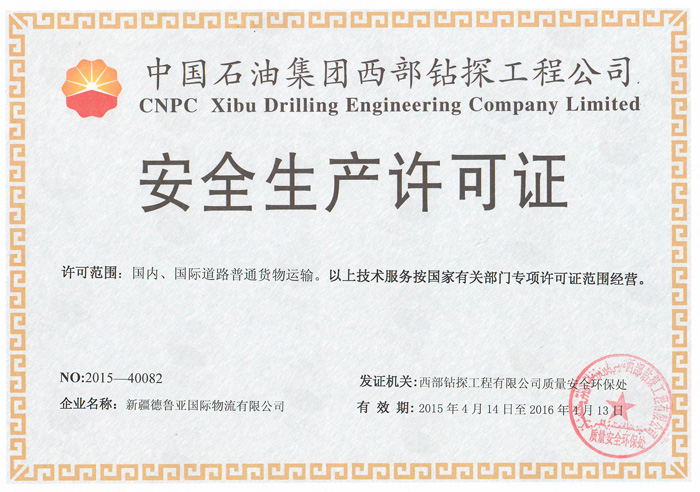 中国石油集团西部钻探工程公司
CNPC Xibu Drilling Engineering Company Limited
安全生产许可证
许可范围：国内、国际道路普通货物运输。以上技术服务按国家有关部门专项许可证范围经营。
NO:2015—40082
发证机关：西部钻探工程有限公司质量安全环保处
企业名称：新疆德鲁亚国际物流有限公司
有 效 期：2015 年 4 月 14 日至 2016 年 4 月 13 日
质量安全环保处